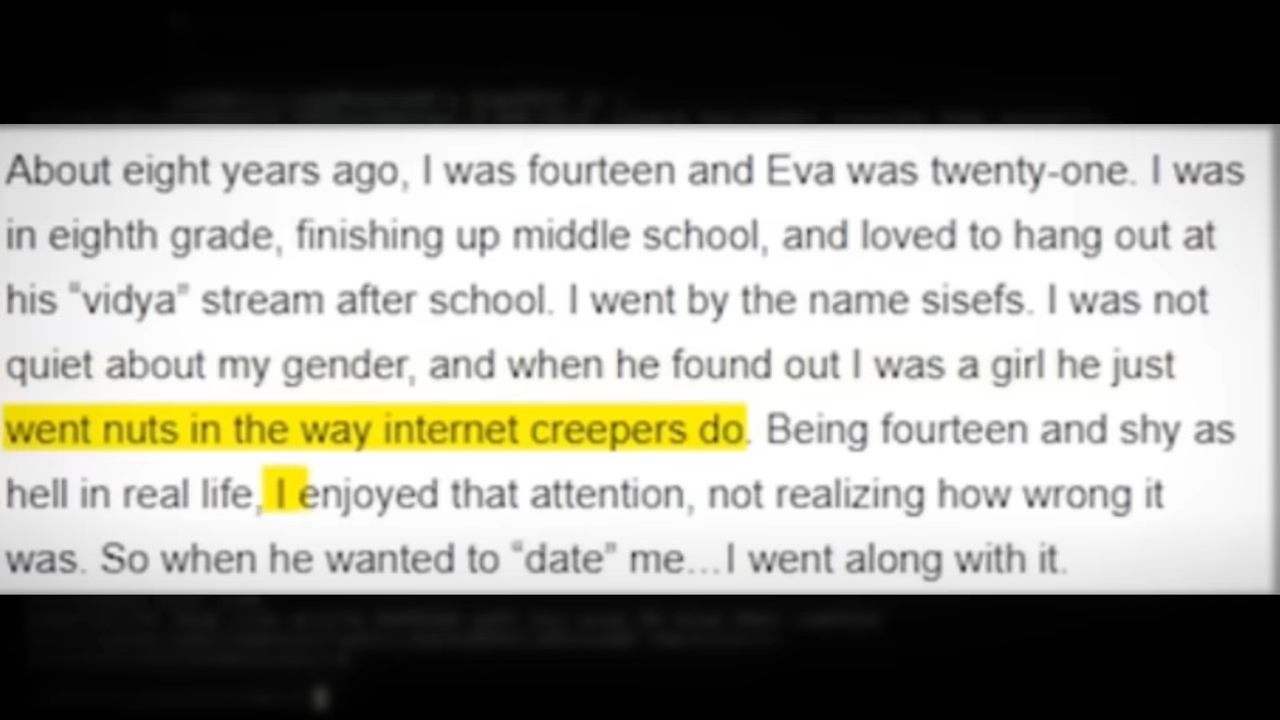 About eight years ago, I was fourteen and Eva was twenty-one. I was
in eighth grade, finishing up middle school, and loved to hang out at
his “vidya” stream after school. I went by the name sisefs. I was not
quiet about my gender, and when he found out I was a girl he just
went nuts in the way internet creepers do. Being fourteen and shy as
hell in real life, I enjoyed that attention, not realizing how wrong it
was. So when he wanted to “date” me...I went along with it.